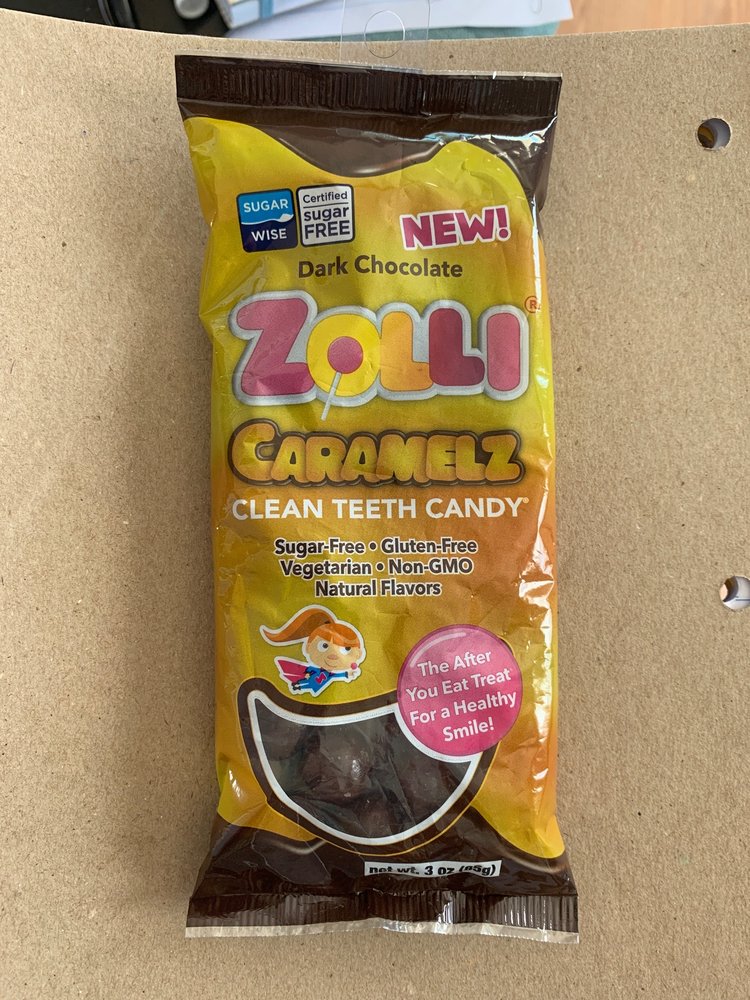 SUGAR
WISE
Certified
sugar
FREE
NEW!
Dark Chocolate
ZOLLI®
CARAMELZ
CLEAN TEETH CANDY®
Sugar-Free • Gluten-Free
Vegetarian • Non-GMO
Natural Flavors
The After
You Eat Treat
For a Healthy
Smile!
net wt. 3 oz (85g)